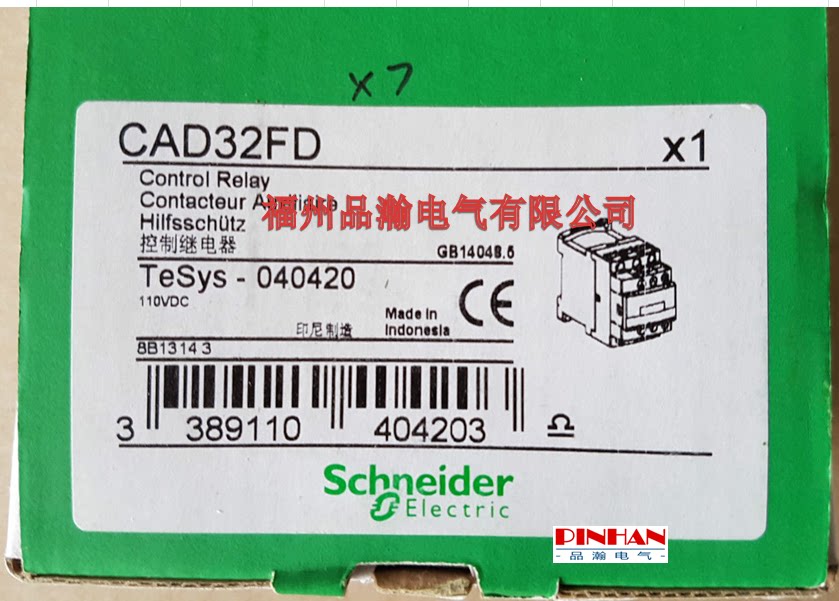 x7
CAD32FD x1
Control Relay
Contacteur
Hilfsschütz
福州品瀚电气有限公司
控制继电器
GB14048.5
TeSys - 040420
110VDC
Made in
Indonesia
印尼制造
CE
8B1314 3
3 389110 404203
Schneider
Electric
PINHAN
-品瀚电气-